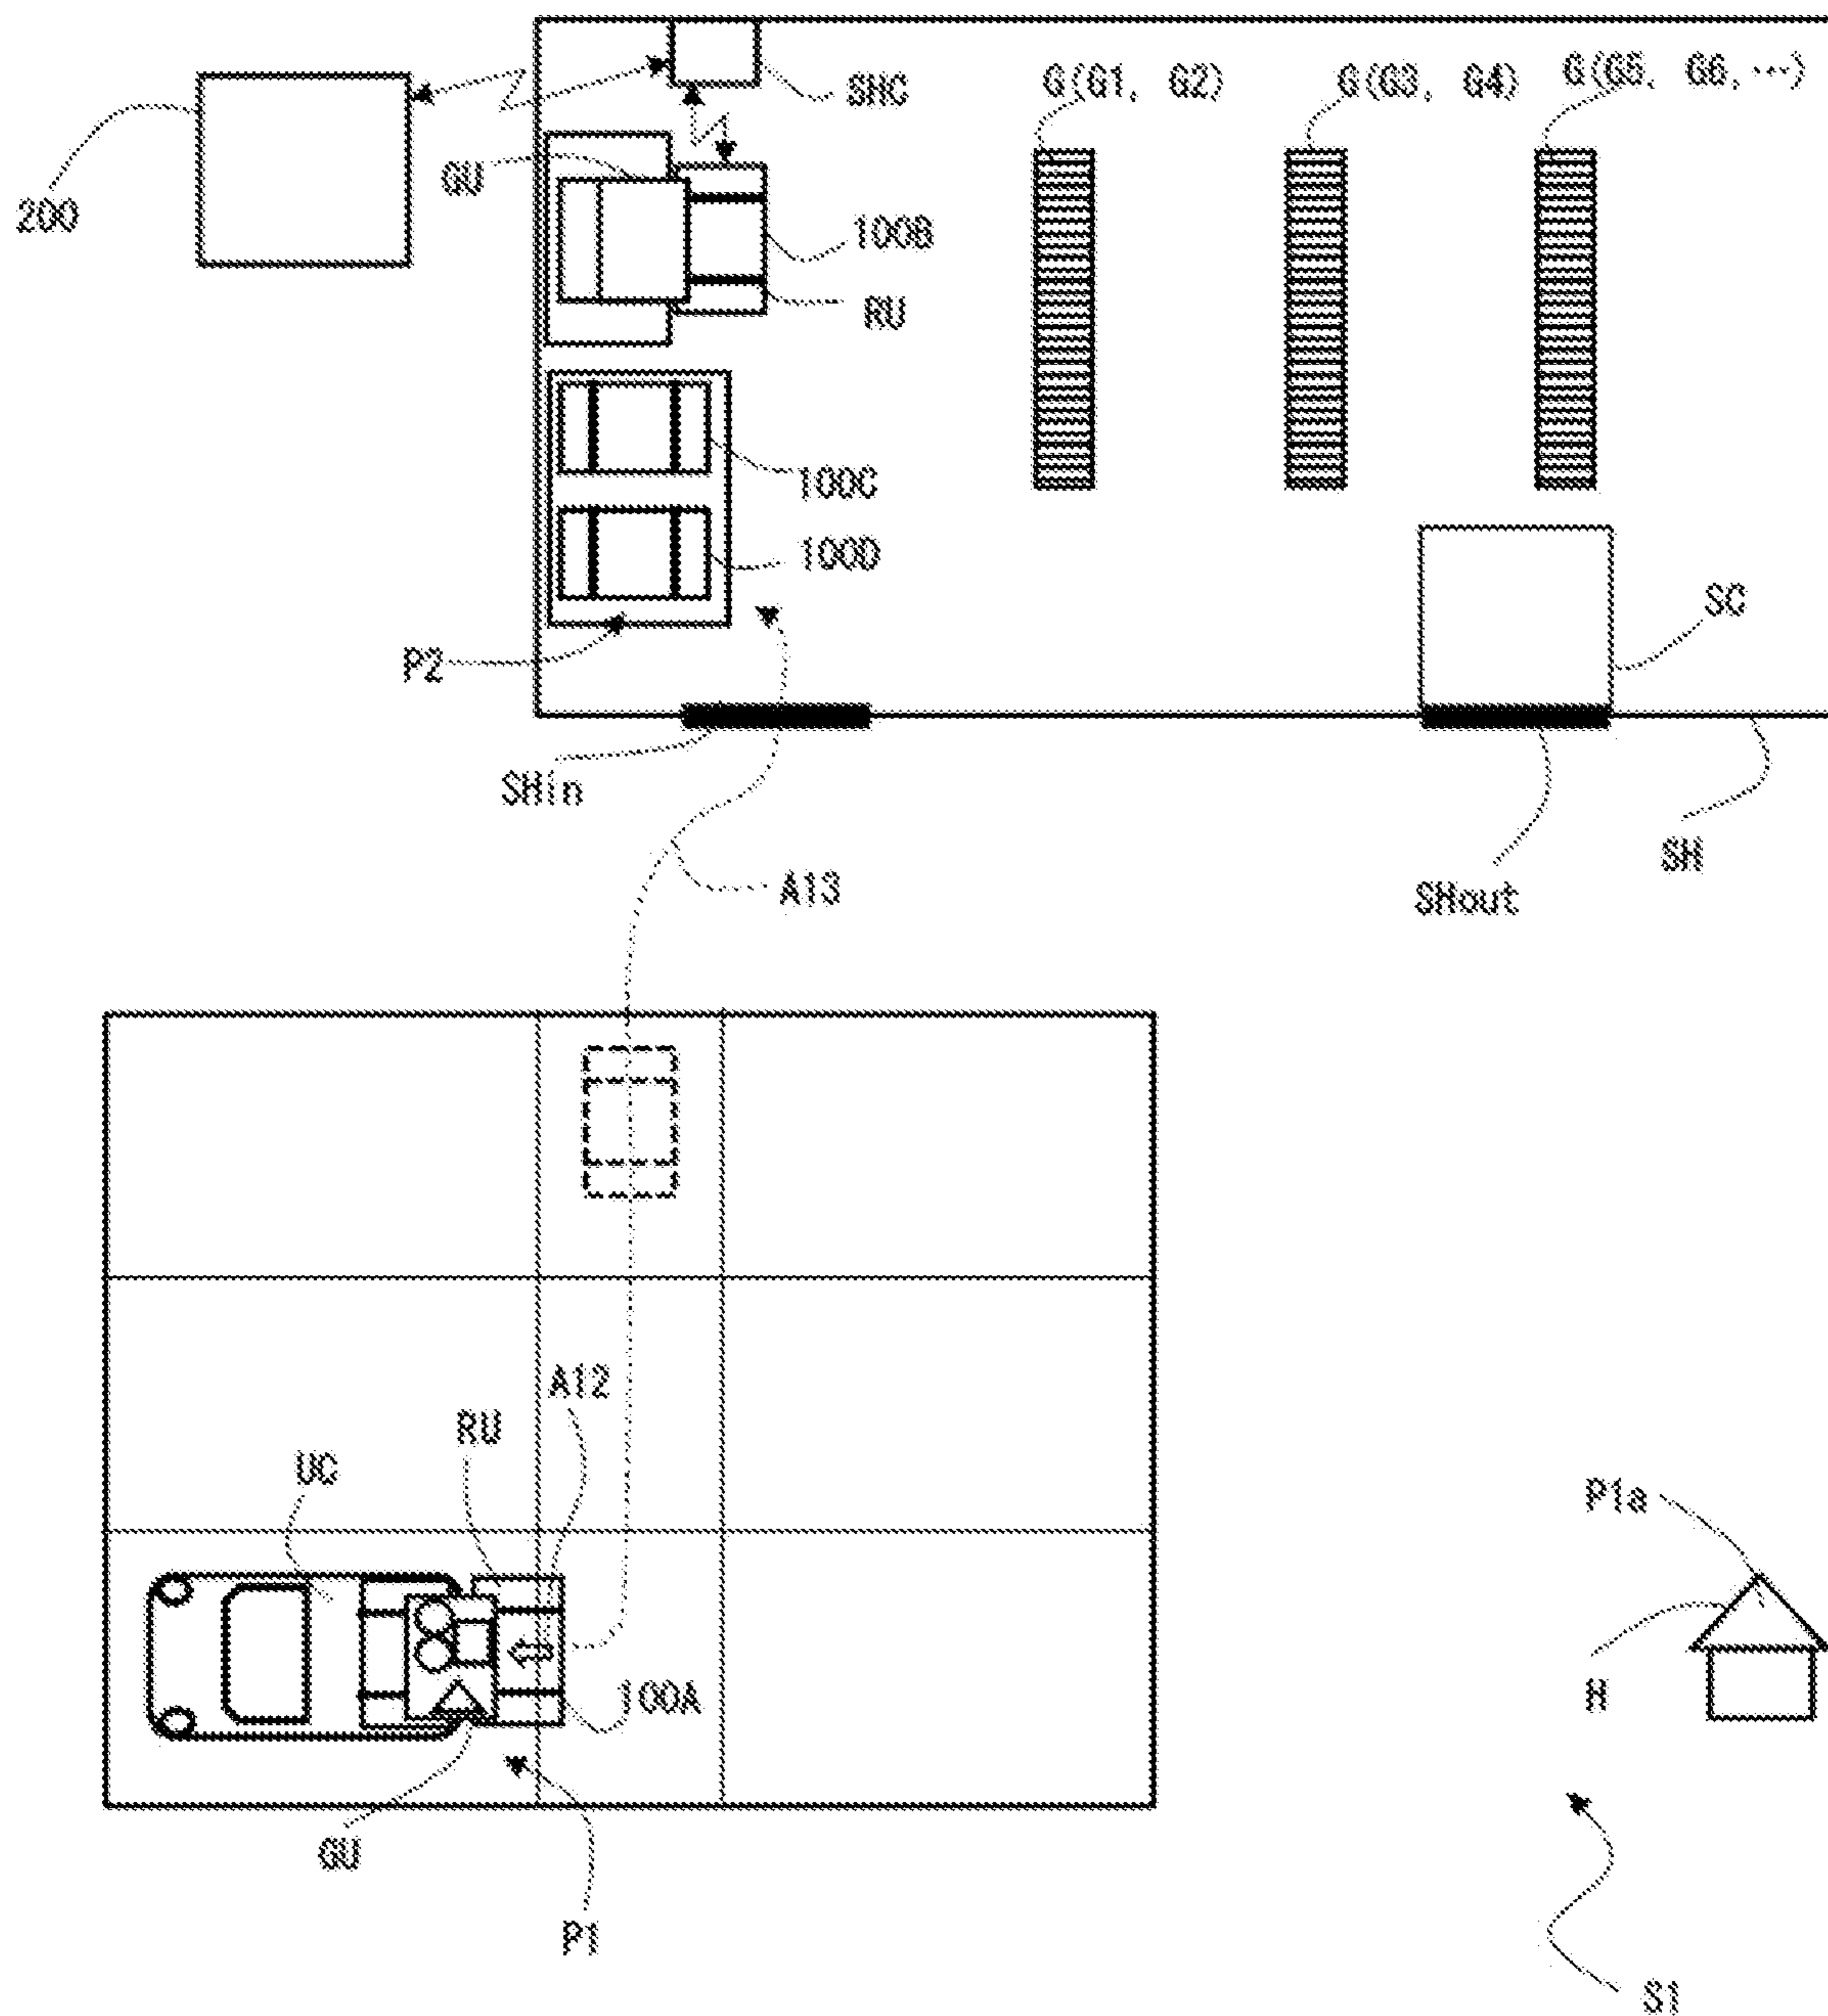 G(G1, G2)
G(G3, G4)
G(G5, G6, ···)
SHC
GU
200
100B
RU
100C
100D
SC
P2
SHin
SH
A13
SHout
A12
RU
UC
P1a
100A
H
GU
P1
S1